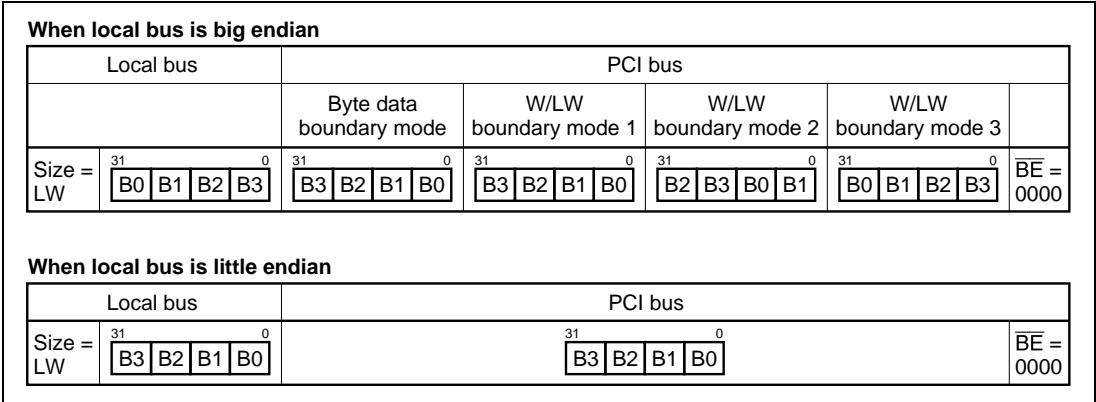 When local bus is big endian
Local bus PCI bus
Byte data boundary mode W/LW boundary mode 1 W/LW boundary mode 2 W/LW boundary mode 3
31 0 31 0 31 0 31 0 31 0
Size = LW B0 B1 B2 B3 B3 B2 B1 B0 B3 B2 B1 B0 B2 B3 B0 B1 B0 B1 B2 B3 B̅E̅ = 0000
When local bus is little endian
Local bus PCI bus
31 0 31 0
Size = LW B3 B2 B1 B0 B3 B2 B1 B0 B̅E̅ = 0000